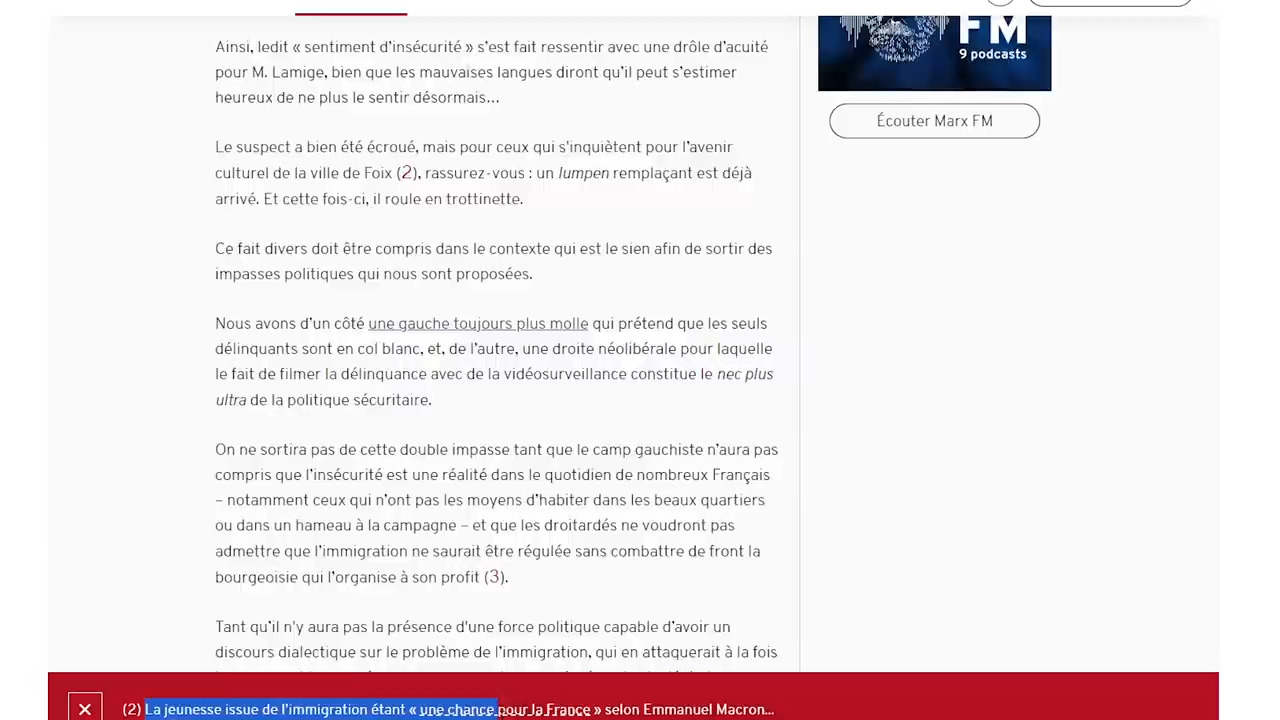 Ainsi, ledit « sentiment d’insécurité » s’est fait ressentir avec une drôle d’acuité
pour M. Lamige, bien que les mauvaises langues diront qu’il peut s’estimer
heureux de ne plus le sentir désormais…
Le suspect a bien été écroué, mais pour ceux qui s'inquiètent pour l’avenir
culturel de la ville de Foix (2), rassurez-vous : un lumpen remplaçant est déjà
arrivé. Et cette fois-ci, il roule en trottinette.
Ce fait divers doit être compris dans le contexte qui est le sien afin de sortir des
impasses politiques qui nous sont proposées.
Nous avons d’un côté une gauche toujours plus molle qui prétend que les seuls
délinquants sont en col blanc, et, de l’autre, une droite néolibérale pour laquelle
le fait de filmer la délinquance avec de la vidéosurveillance constitue le nec plus
ultra de la politique sécuritaire.
On ne sortira pas de cette double impasse tant que le camp gauchiste n’aura pas
compris que l’insécurité est une réalité dans le quotidien de nombreux Français
– notamment ceux qui n’ont pas les moyens d’habiter dans les beaux quartiers
ou dans un hameau à la campagne – et que les droitardés ne voudront pas
admettre que l’immigration ne saurait être régulée sans combattre de front la
bourgeoisie qui l’organise à son profit (3).
Tant qu’il n'y aura pas la présence d'une force politique capable d’avoir un
discours dialectique sur le problème de l’immigration, qui en attaquerait à la fois
FM
9 podcasts
Écouter Marx FM
(2) La jeunesse issue de l’immigration étant « une chance pour la France » selon Emmanuel Macron...